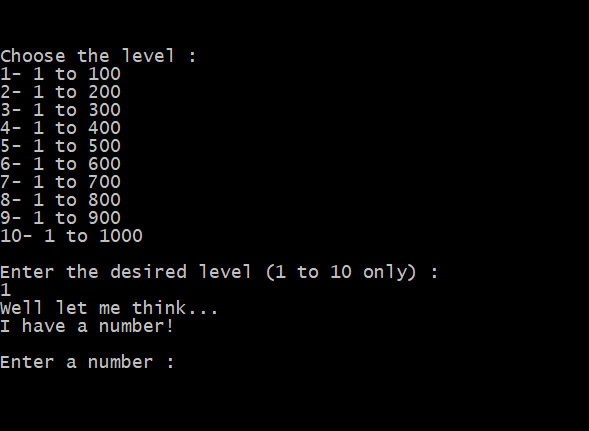 Choose the level :
1- 1 to 100
2- 1 to 200
3- 1 to 300
4- 1 to 400
5- 1 to 500
6- 1 to 600
7- 1 to 700
8- 1 to 800
9- 1 to 900
10- 1 to 1000
Enter the desired level (1 to 10 only) :
1
Well let me think...
I have a number!
Enter a number :